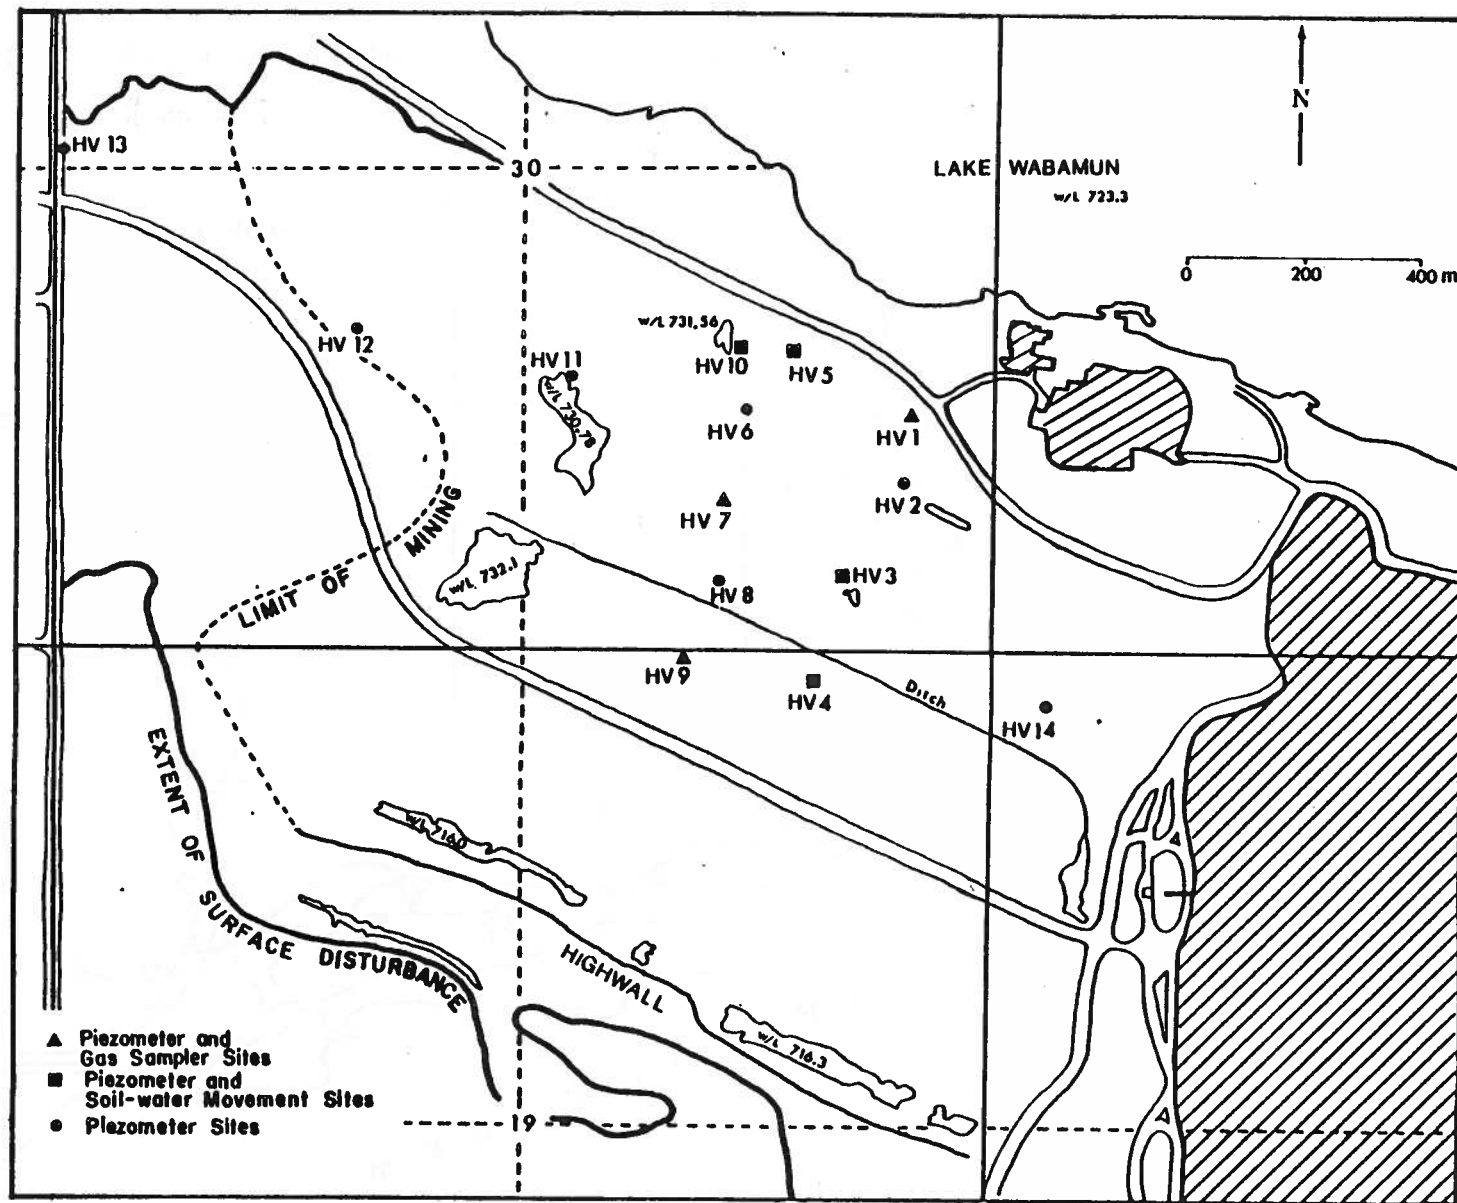 N
HV 13
30
LAKE WABAMUN
w/L 723.3
0 200 400 m
w/L 731.56
HV 12
HV 11
HV 10
HV 5
w/L 730.78
HV 6
HV 1
HV 2
HV 7
LIMIT OF MINING
w/L 732.1
HV 8
HV 3
HV 9
HV 4
Ditch
HV 14
EXTENT OF SURFACE DISTURBANCE
w/L 716.0
HIGHWALL
w/L 716.3
Piezometer and
Gas Sampler Sites
Piezometer and
Soil-water Movement Sites
Piezometer Sites
19